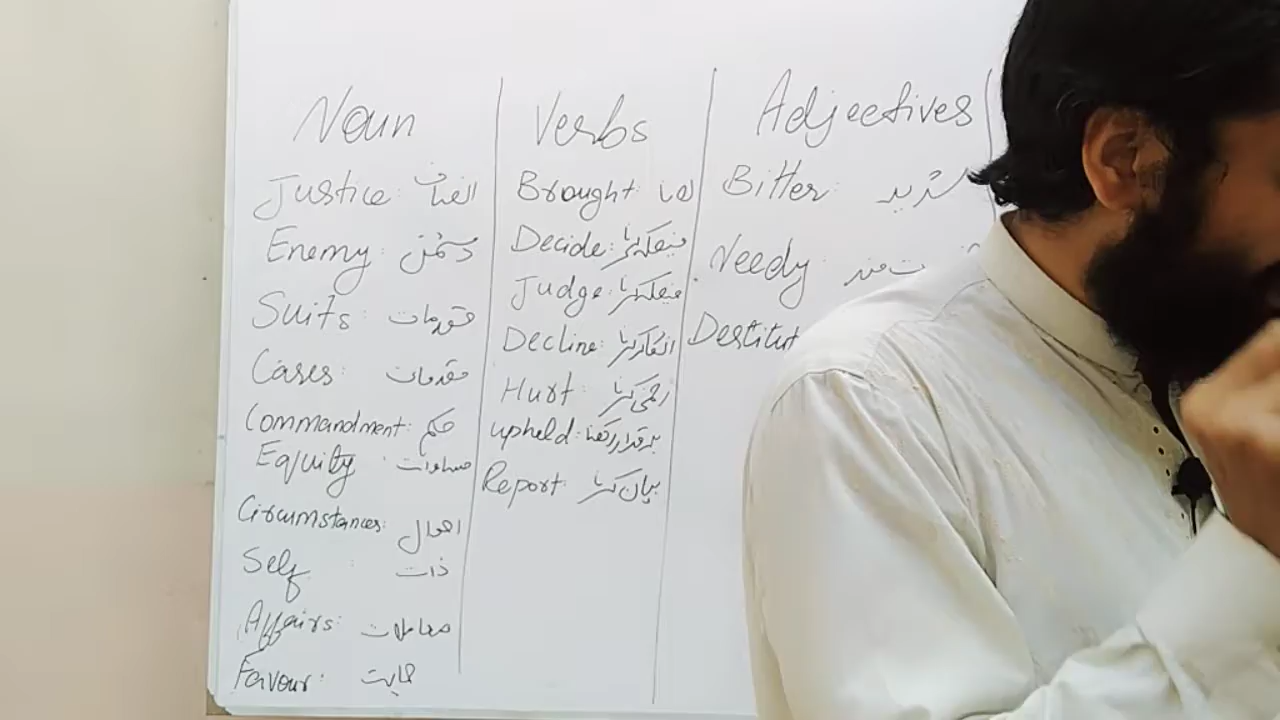 Noun
Justice: انصاف
Enemy: دشمن
Suits: مقدمات
Cases: مقدمات
Commandment: حکم
Equity: مساوات
Circumstances: احوال
Self : ذات
Affairs: معاملات
Favour: حمایت
Verbs
Brought: لایا
Decide: فیصلہ کرنا
Judge: فیصلہ کرنا
Decline: انکار کرنا
Hurt: زخمی کرنا
upheld: برقرار رکھنا
Report: بیان کرنا
Adjectives
Bitter: شدید
Needy
Destitut